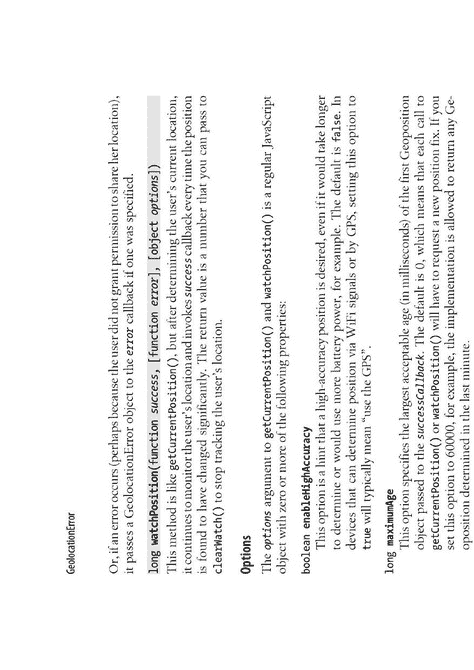 GeolocationError
Or, if an error occurs (perhaps because the user did not grant permission to share her location),
it passes a GeolocationError object to the error callback if one was specified.
long watchPosition(function success, [function error], [object options])
This method is like getCurrentPosition(), but after determining the user's current location,
it continues to monitor the user's location and invokes success callback every time the position
is found to have changed significantly. The return value is a number that you can pass to
clearWatch() to stop tracking the user's location.
Options
The options argument to getCurrentPosition() and watchPosition() is a regular JavaScript
object with zero or more of the following properties:
boolean enableHighAccuracy
This option is a hint that a high-accuracy position is desired, even if it would take longer
to determine or would use more battery power, for example. The default is false. In
devices that can determine position via WiFi signals or by GPS, setting this option to
true will typically mean "use the GPS".
long maximumAge
This option specifies the largest acceptable age (in milliseconds) of the first Geoposition
object passed to the successCallback. The default is 0, which means that each call to
getCurrentPosition() or watchPosition() will have to request a new position fix. If you
set this option to 60000, for example, the implementation is allowed to return any Ge-
oposition determined in the last minute.